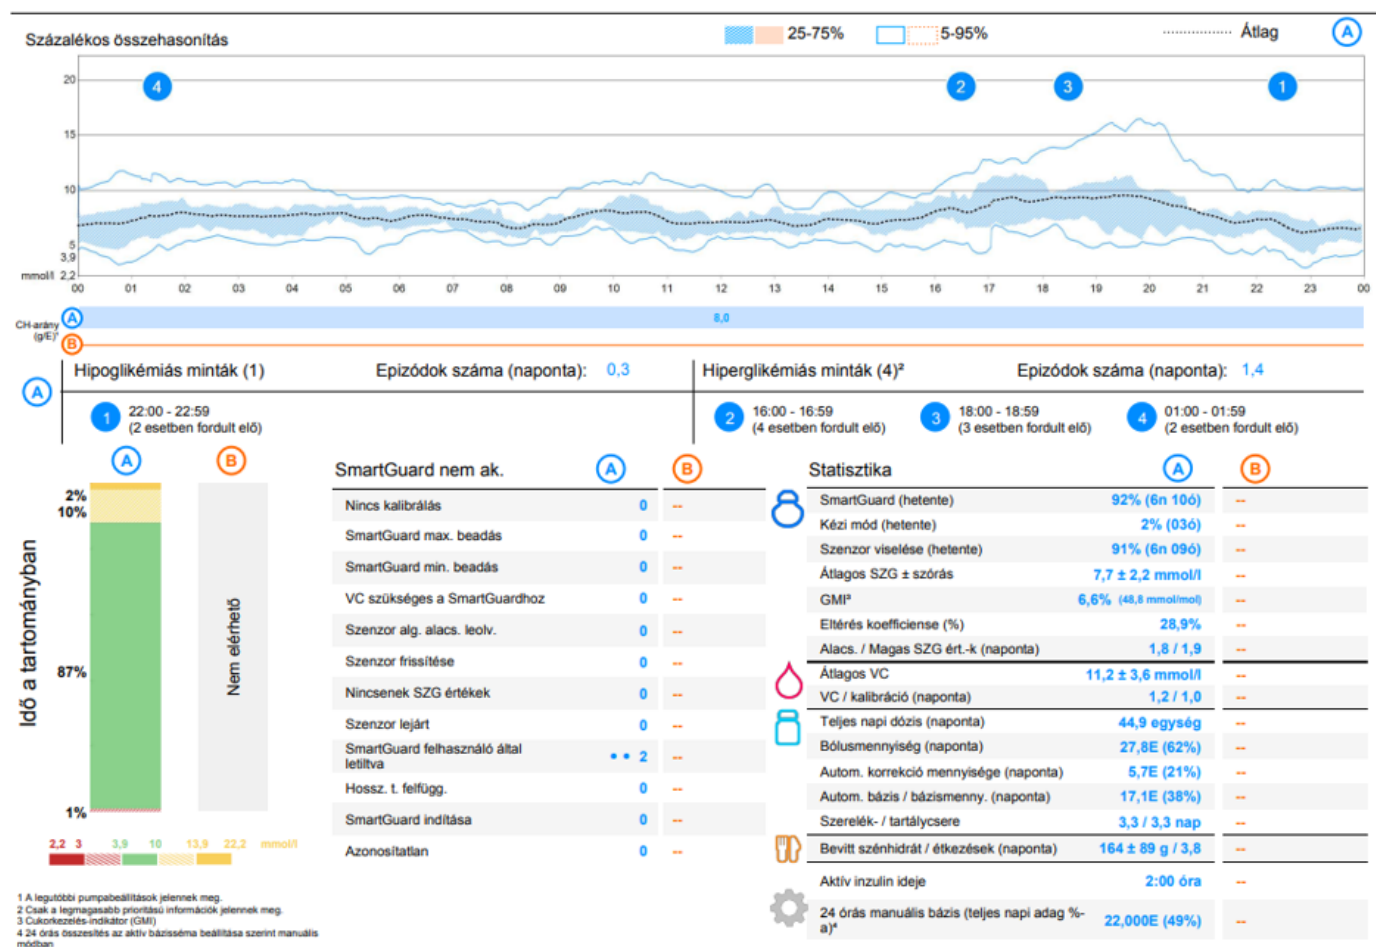 Százalékos összehasonítás
25-75%
5-95%
Átlag
A
20
15
10
5
3,9
mmol/l 2,2
4
2
3
1
00 01 02 03 04 05 06 07 08 09 10 11 12 13 14 15 16 17 18 19 20 21 22 23 00
CH-arány (g/E)¹
A
8,0
B
A
Hipoglikémiás minták (1)
Epizódok száma (naponta): 0,3
1
22:00 - 22:59
(2 esetben fordult elő)
Hiperglikémiás minták (4)²
Epizódok száma (naponta): 1,4
2
16:00 - 16:59
(4 esetben fordult elő)
3
18:00 - 18:59
(3 esetben fordult elő)
4
01:00 - 01:59
(2 esetben fordult elő)
Idő a tartományban
A B
2%
10%
87%
1%
Nem elérhető
2,2 3 3,9 10 13,9 22,2 mmol/l
SmartGuard nem ak. A B
Nincs kalibrálás 0 --
SmartGuard max. beadás 0 --
SmartGuard min. beadás 0 --
VC szükséges a SmartGuardhoz 0 --
Szenzor alg. alacs. leolv. 0 --
Szenzor frissítése 0 --
Nincsenek SZG értékek 0 --
Szenzor lejárt 0 --
SmartGuard felhasználó által
letiltva 2 --
Hossz. t. felfügg. 0 --
SmartGuard indítása 0 --
Azonosítatlan 0 --
Statisztika A B
SmartGuard (hetente) 92% (6n 10ó) --
Kézi mód (hetente) 2% (03ó) --
Szenzor viselése (hetente) 91% (6n 09ó) --
Átlagos SZG ± szórás 7,7 ± 2,2 mmol/l --
GMI³ 6,6% (48,8 mmol/mol) --
Eltérés koefficiense (%) 28,9% --
Alacs. / Magas SZG ért.-k (naponta) 1,8 / 1,9 --
Átlagos VC 11,2 ± 3,6 mmol/l --
VC / kalibráció (naponta) 1,2 / 1,0 --
Teljes napi dózis (naponta) 44,9 egység --
Bólusmennyiség (naponta) 27,8E (62%) --
Autom. korrekció mennyisége (naponta) 5,7E (21%) --
Autom. bázis / bázismenny. (naponta) 17,1E (38%) --
Szerelék- / tartálycsere 3,3 / 3,3 nap --
Bevitt szénhidrát / étkezések (naponta) 164 ± 89 g / 3,8 --
Aktív inzulin ideje 2:00 óra --
24 órás manuális bázis (teljes napi adag %-
a)⁴ 22,000E (49%) --
1 A legutóbbi pumpabeállítások jelennek meg.
2 Csak a legmagasabb prioritású információk jelennek meg.
3 Cukorkezelés-indikátor (GMI)
4 24 órás összesítés az aktív bázisséma beállítása szerint manuális
módban